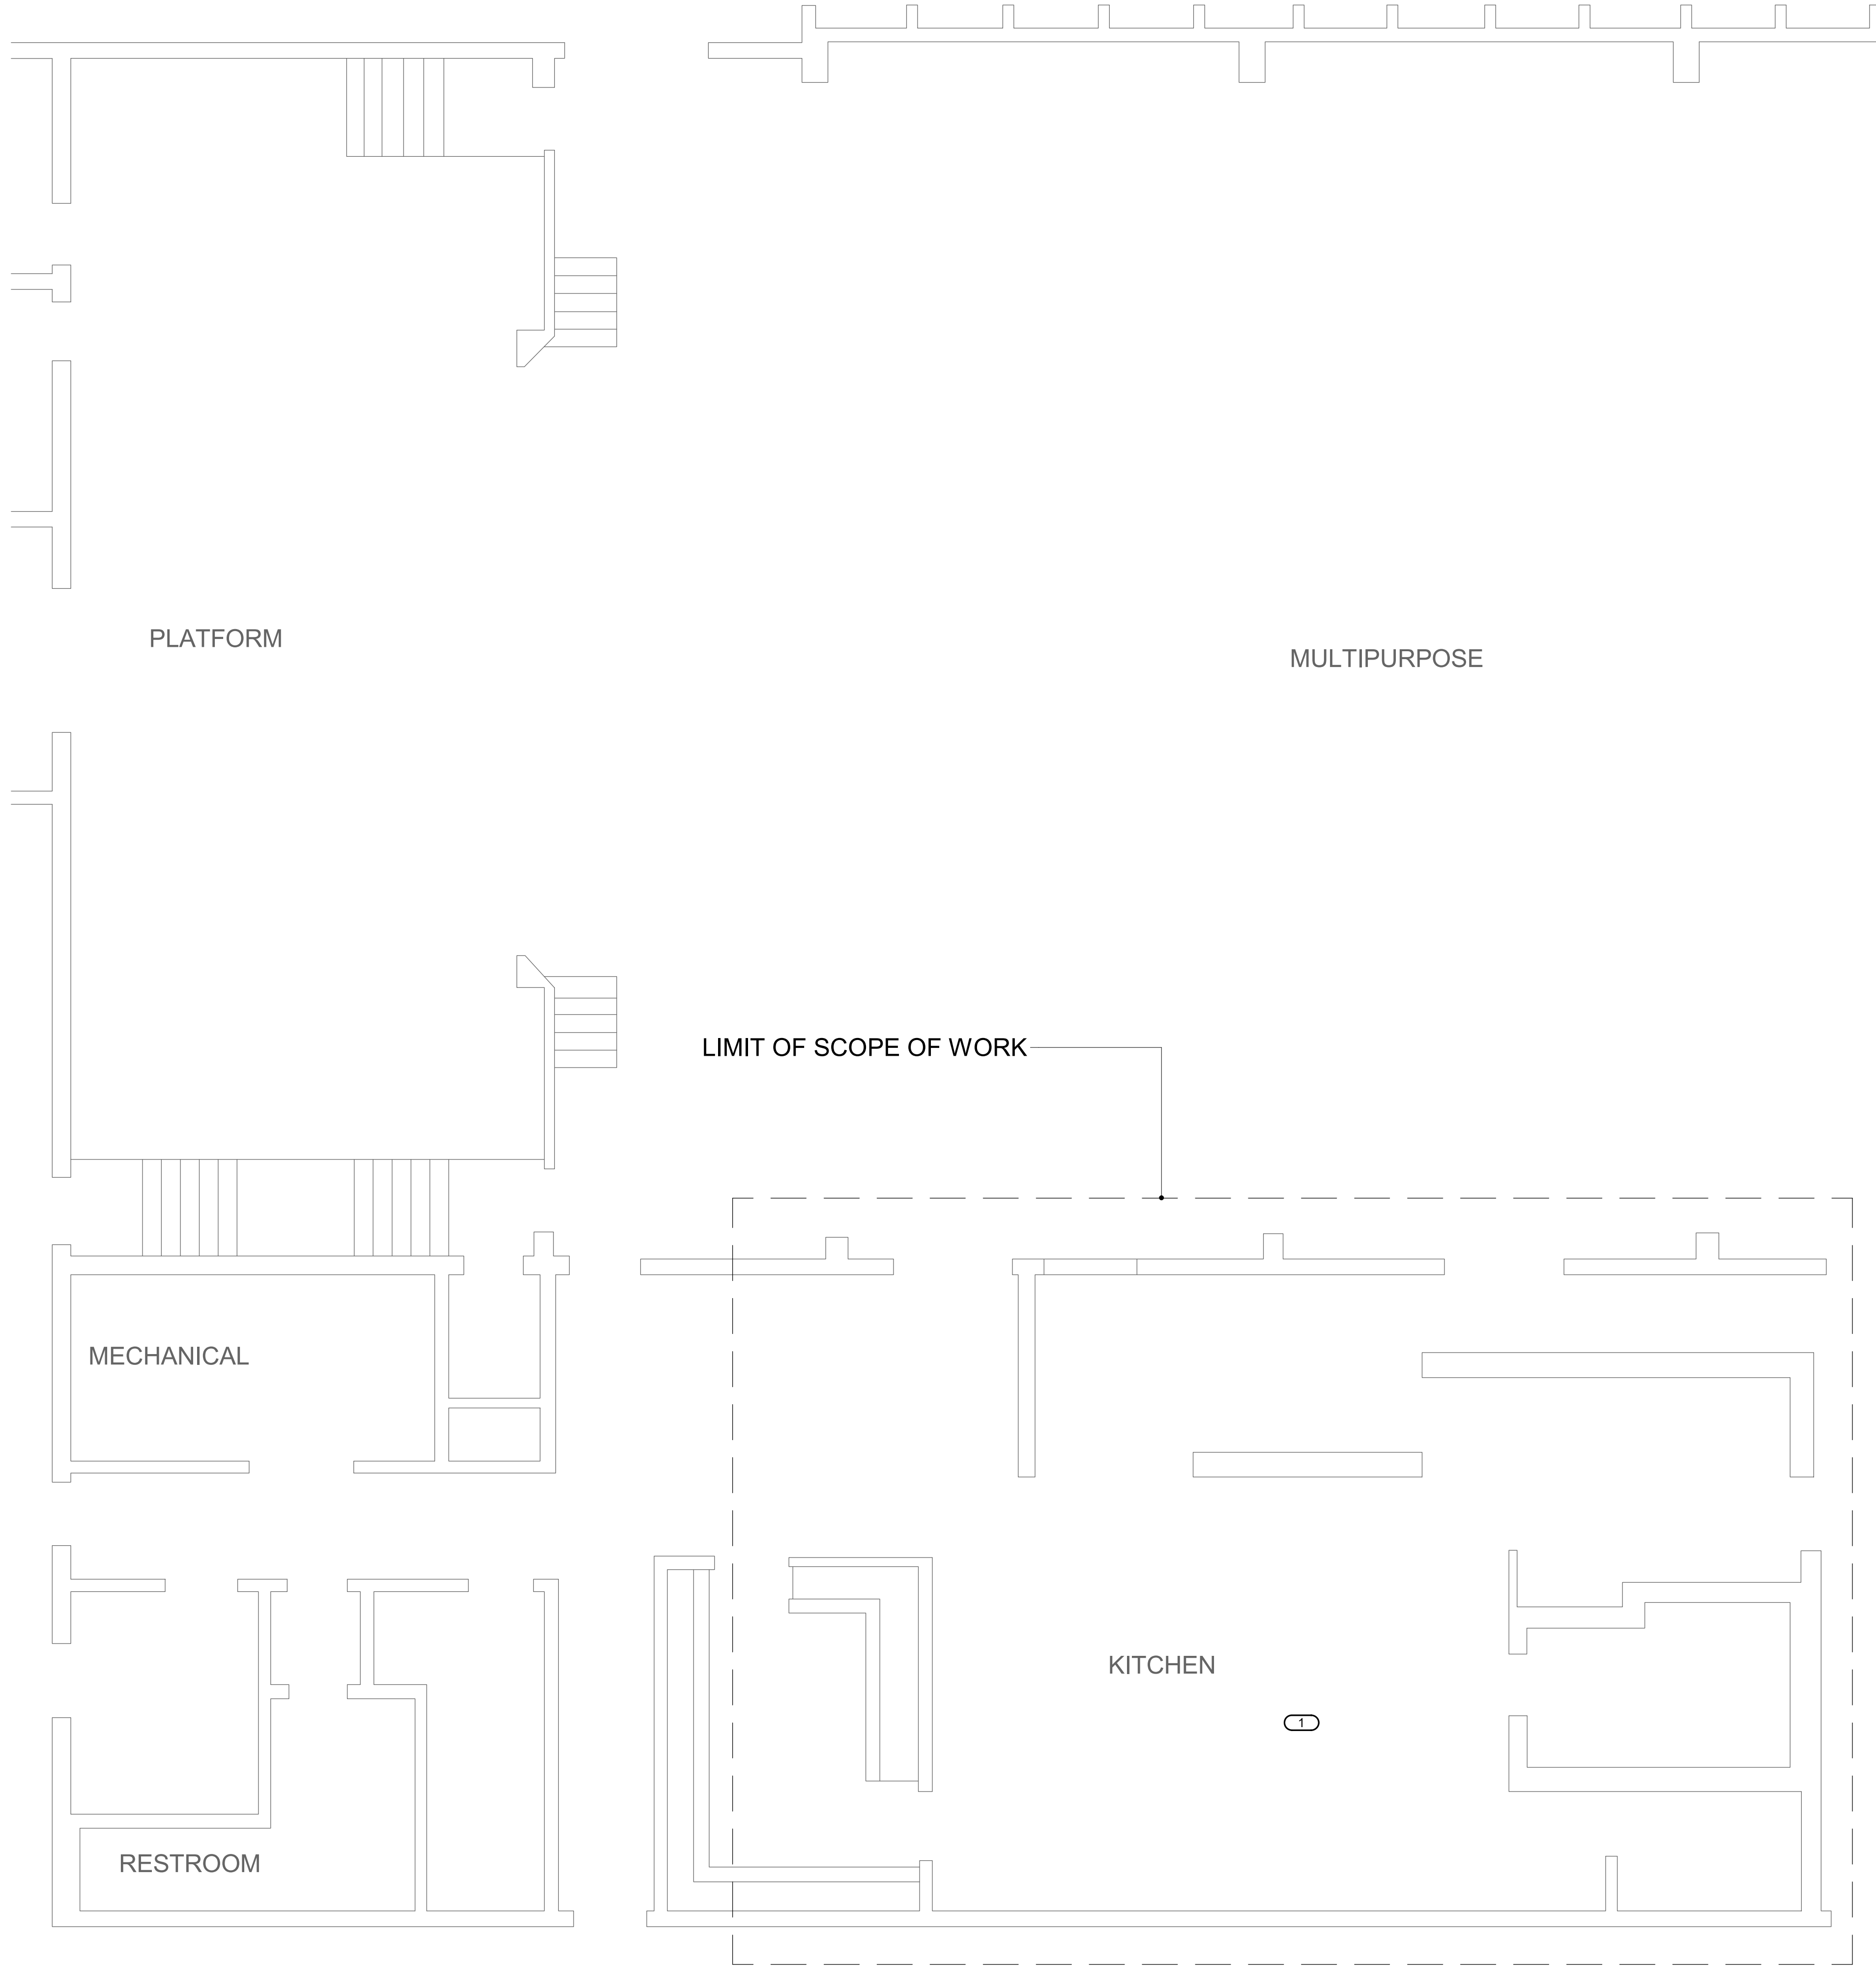 PLATFORM
MULTIPURPOSE
LIMIT OF SCOPE OF WORK
MECHANICAL
KITCHEN
1
RESTROOM